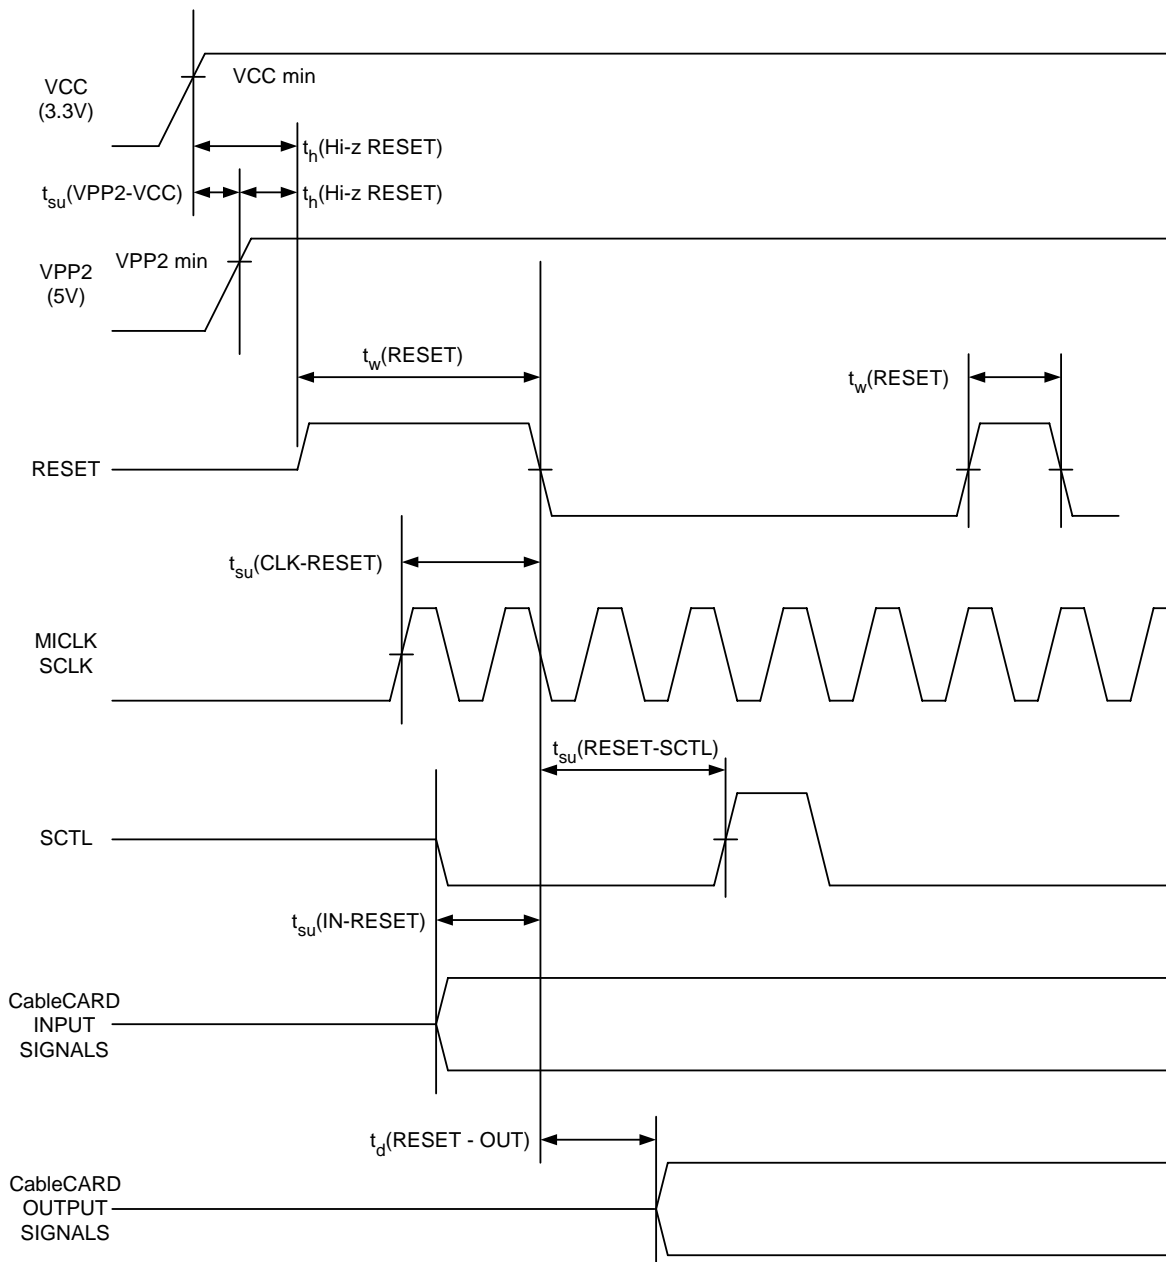 VCC min
VCC
(3.3V)
th(Hi-z RESET)
tsu(VPP2-VCC)
th(Hi-z RESET)
VPP2 min
VPP2
(5V)
tw(RESET)
tw(RESET)
RESET
tsu(CLK-RESET)
MICLK
SCLK
tsu(RESET-SCTL)
SCTL
tsu(IN-RESET)
CableCARD
INPUT
SIGNALS
td(RESET - OUT)
CableCARD
OUTPUT
SIGNALS